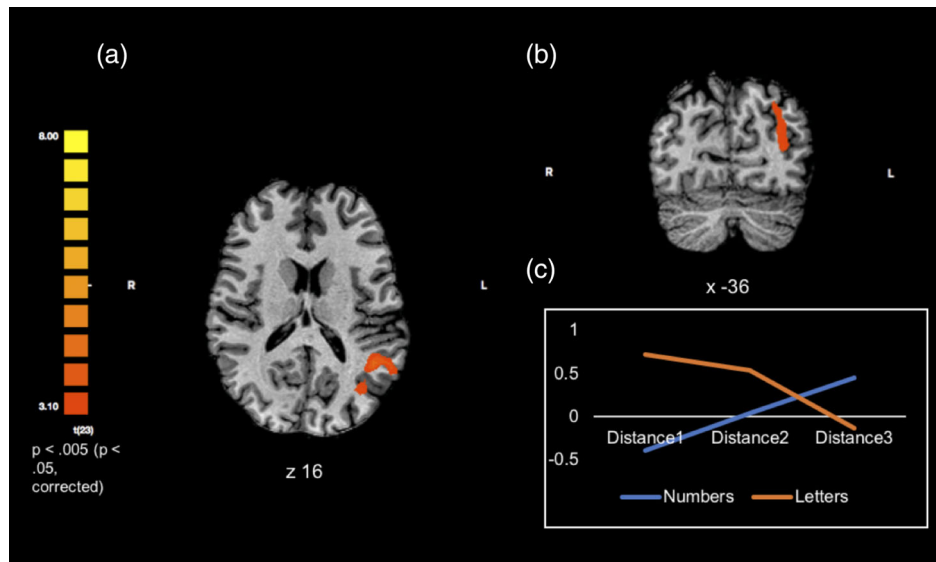 (a)
8.00
3.10
t(23)
p < .005 (p <
.05,
corrected)
R
L
z 16
(b)
R
L
x -36
(c)
1
0.5
0
-0.5
Distance1 Distance2 Distance3
Numbers Letters